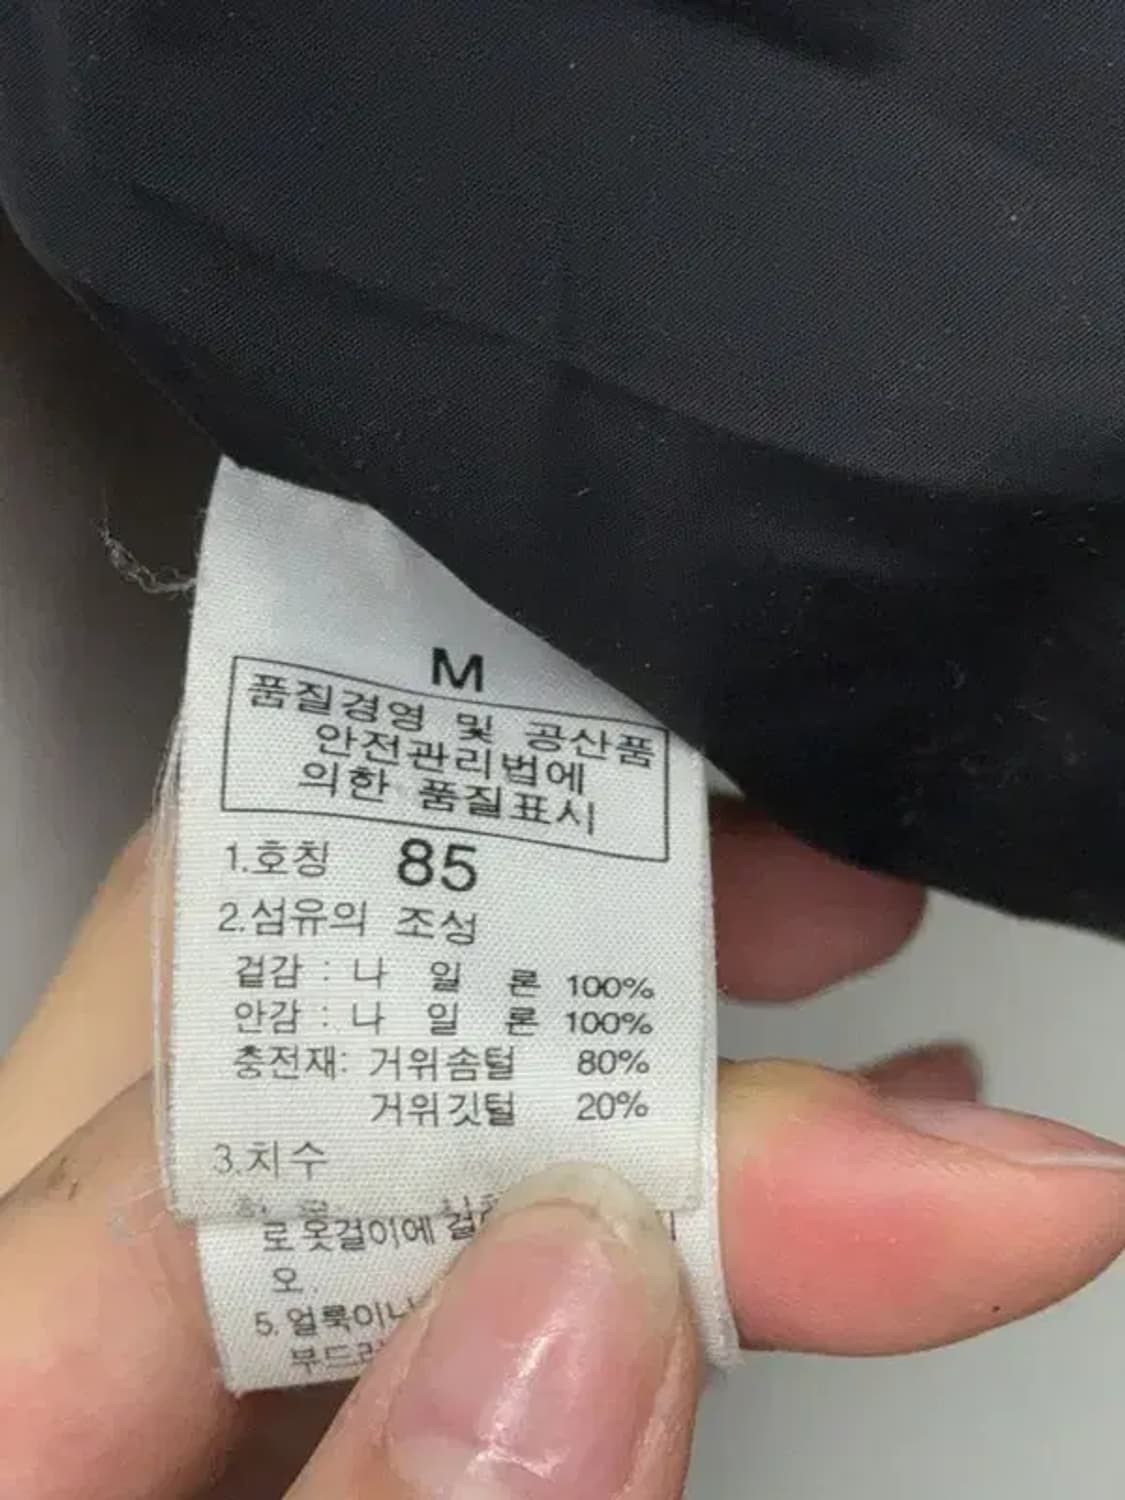 M
품질경영 및 공산품
안전관리법에
의한 품질표시
1.호칭 85
2.섬유의 조성
겉감 : 나 일 론 100%
안감 : 나 일 론 100%
충전재: 거위솜털 80%
거위깃털 20%
3.치수
로 옷걸이에
오.
5.얼룩이나